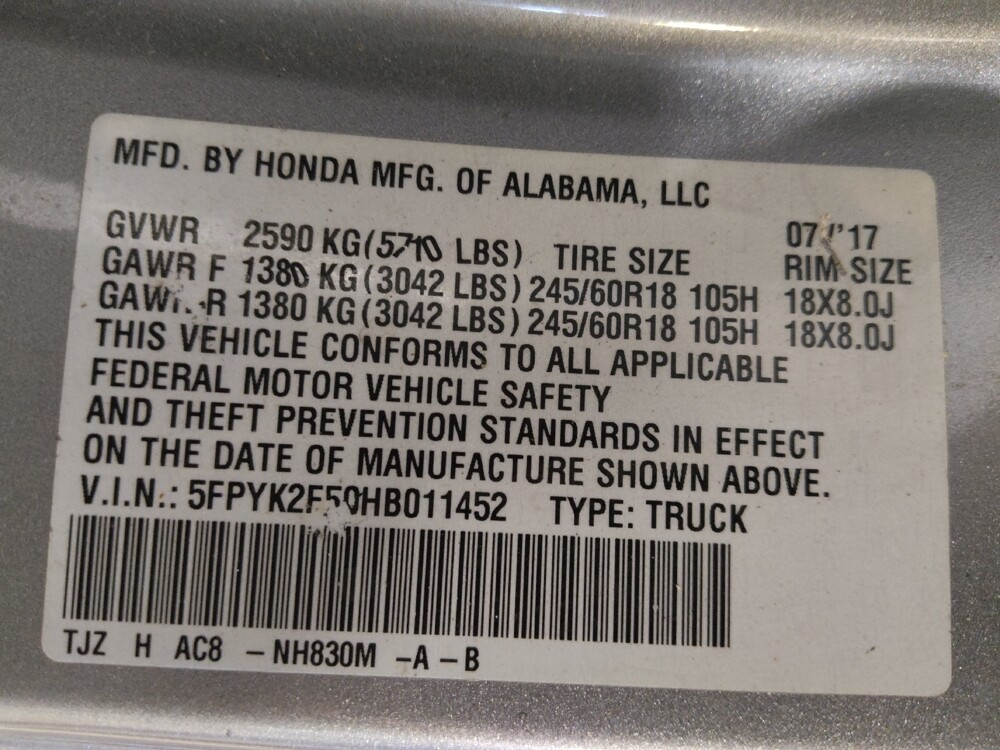 MFD. BY HONDA MFG. OF ALABAMA, LLC
07/'17
GVWR 2590 KG(5710 LBS) TIRE SIZE RIM SIZE
GAWR F 1380 KG(3042 LBS) 245/60R18 105H 18X8.0J
GAWR R 1380 KG(3042 LBS) 245/60R18 105H 18X8.0J
THIS VEHICLE CONFORMS TO ALL APPLICABLE
FEDERAL MOTOR VEHICLE SAFETY
AND THEFT PREVENTION STANDARDS IN EFFECT
ON THE DATE OF MANUFACTURE SHOWN ABOVE.
V.I.N.: TYPE: TRUCK
TJZ H AC8 -NH830M -A -B